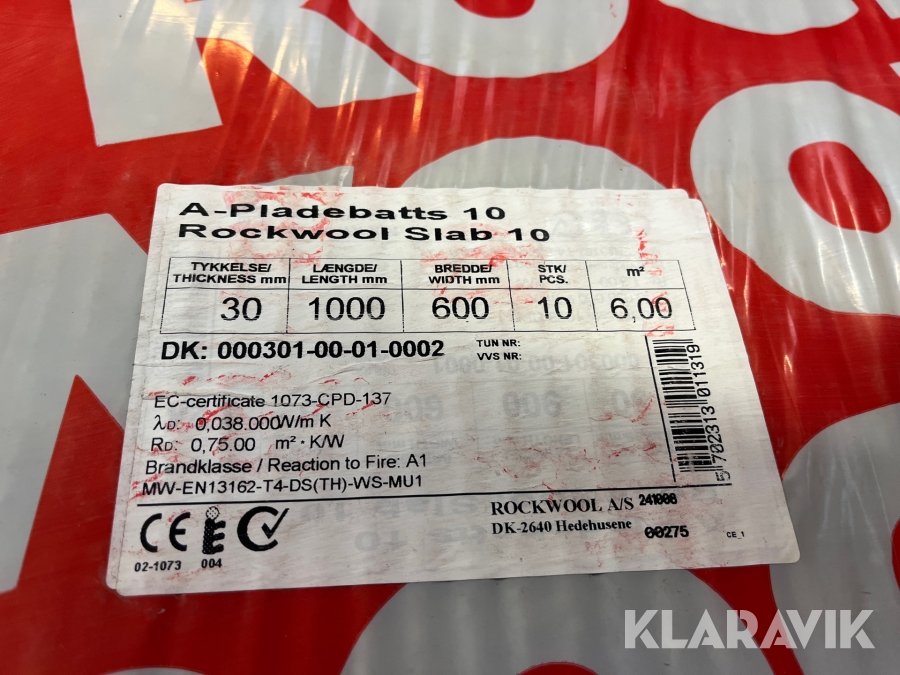 A-Pladebatts 10
Rockwool Slab 10
TYKKELSE/ THICKNESS mm
LÆNGDE/ LENGTH mm
BREDDE/ WIDTH mm
STK/ PCS.
m²
30 1000 600 10 6,00
DK: 000301-00-01-0002
TUN NR:
VVS NR:
EC-certificate 1073-CPD-137
λD: 0,038.000W/m K
RD: 0,75.00 m²·K/W
Brandklasse / Reaction to Fire: A1
MW-EN13162-T4-DS(TH)-WS-MU1
5 702313 011319
ROCKWOOL A/S 241008
DK-2640 Hedehusene
00275
CE_1
CE
02-1073 004
KLARAVIK